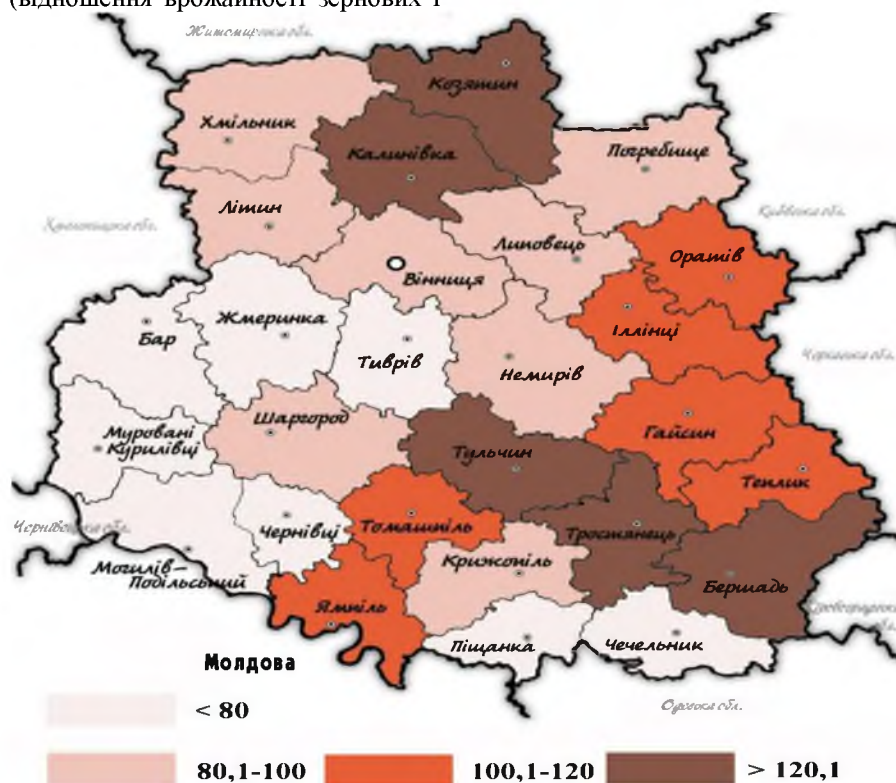 (відношення врожайності зернових і
Житомирська обл.
Козятин
Хмільник
Калинівка
Погребище
Літин
Київська обл.
Хмельницька обл.
Липовець
Оратів
Вінниця
Жмеринка
Іллінці
Бар
Тиврів
Черкаська обл.
Немирів
Шаргород
Муровані
Курилівці
Гайсин
Тульчин
Теплик
Чернівецька обл.
Чернівці
Томашпіль
Тростянець
Могилів-
Подільський
Крижопіль
Бершадь
Ямпіль
обл.
Піщанка
Чечельник
Молдова
Одеська обл.
< 80
80,1-100
100,1-120
> 120,1